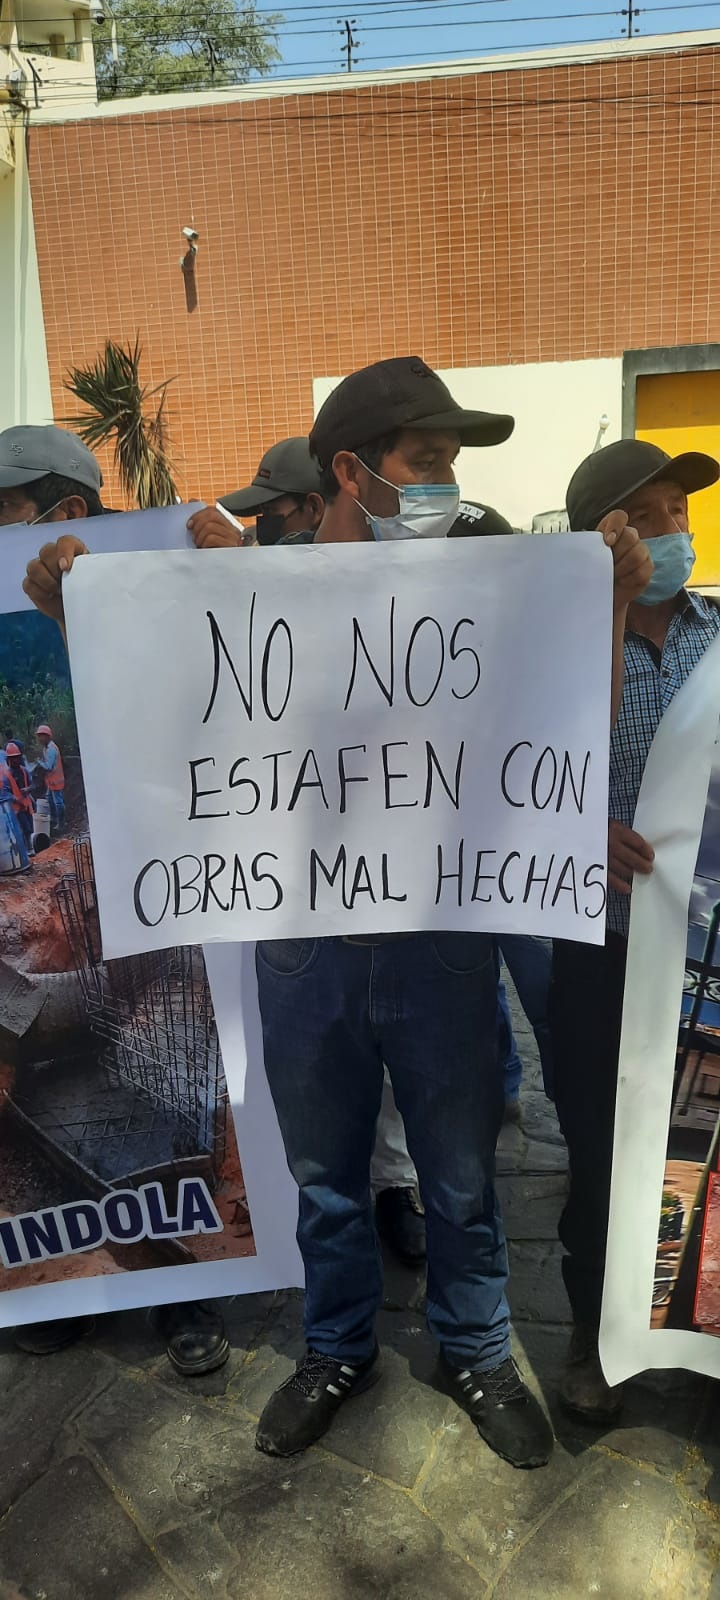 NO NOS
ESTAFEN CON
OBRAS MAL HECHAS
INDOLA